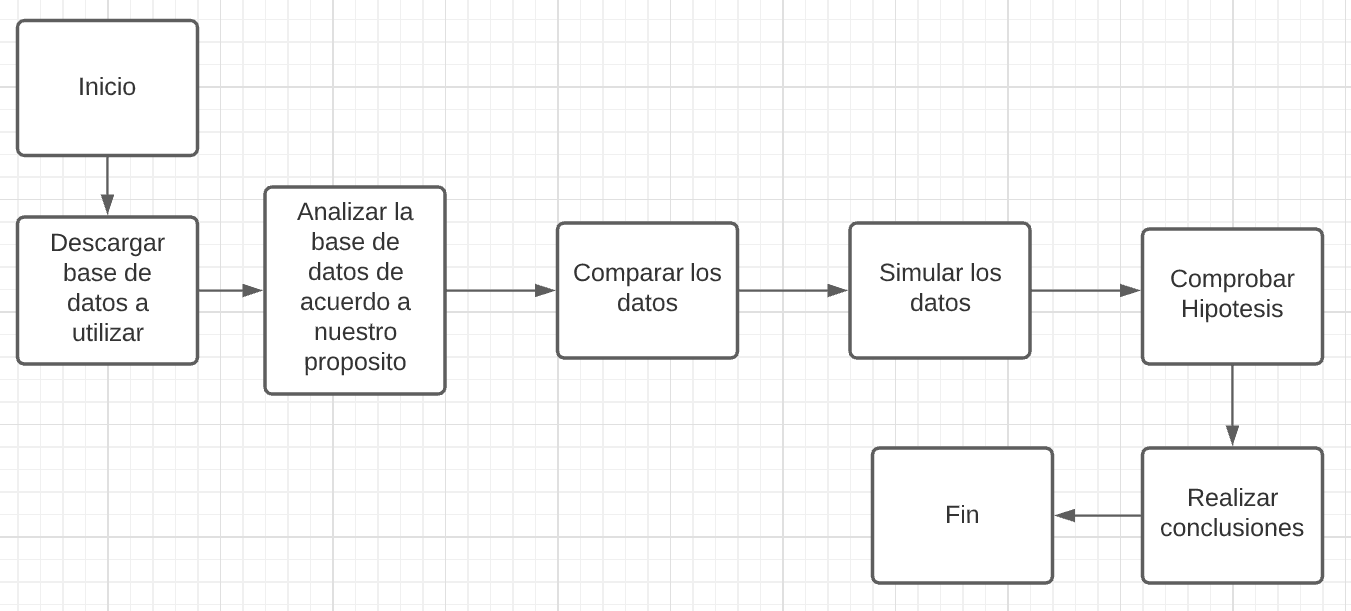 Inicio
Descargar
base de
datos a
utilizar
Analizar la
base de
datos de
acuerdo a
nuestro
proposito
Comparar los
datos
Simular los
datos
Comprobar
Hipotesis
Realizar
conclusiones
Fin